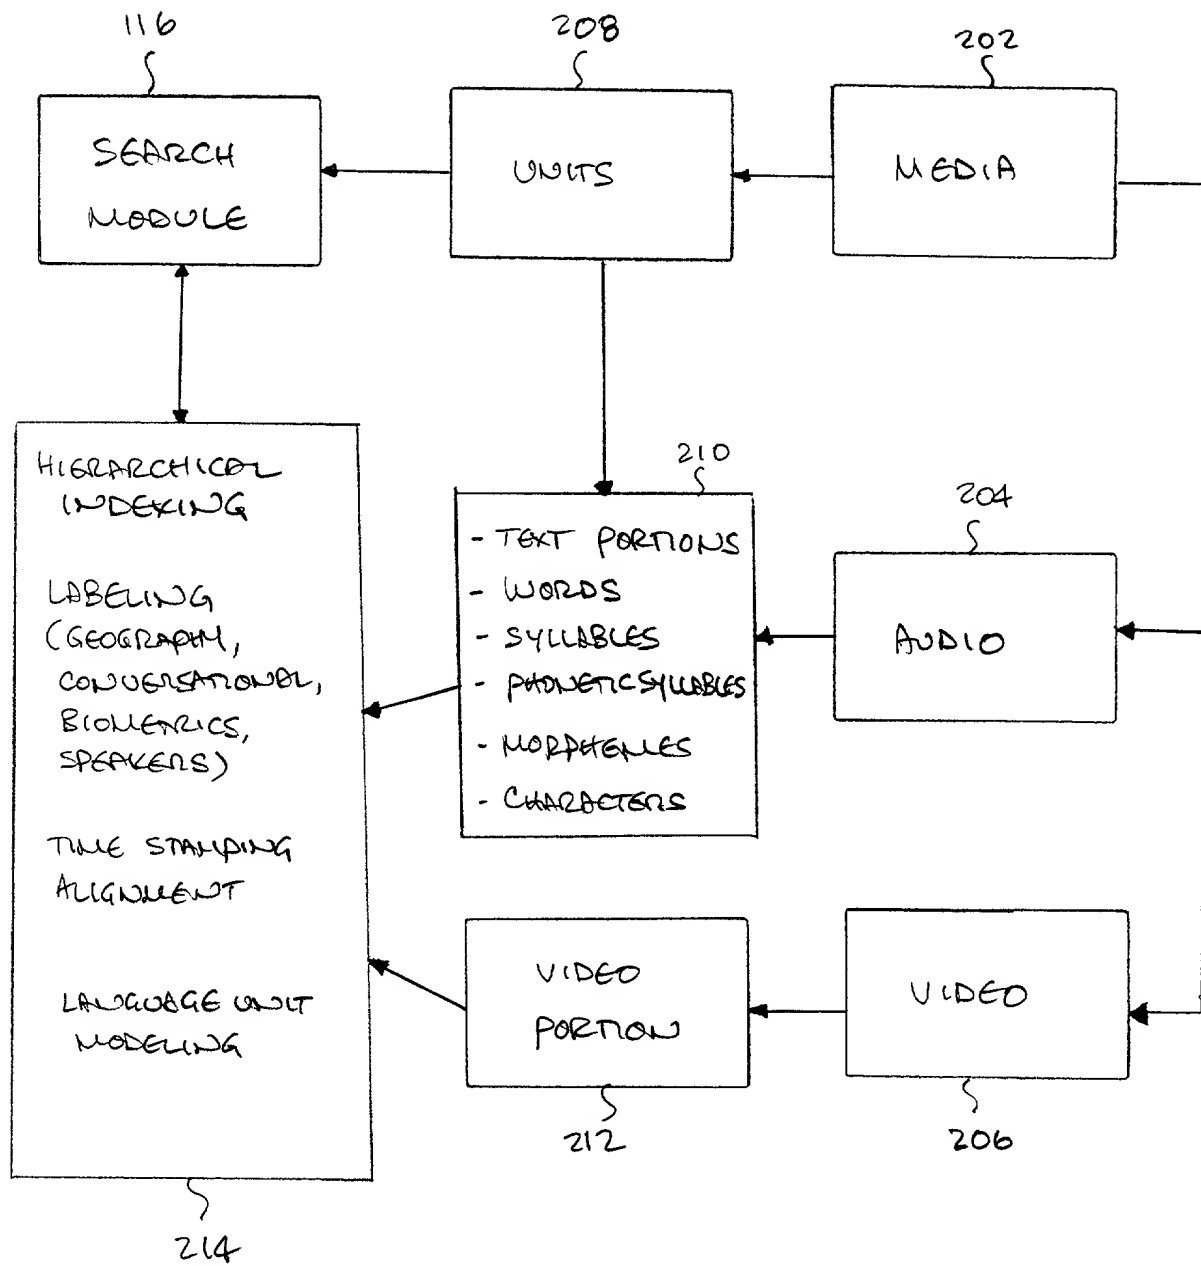 116
208
202
SEARCH
MODULE
UNITS
MEDIA
HIERARCHICAL
INDEXING
LABELING
(GEOGRAPHY,
CONVERSATIONAL,
BIOMETRICS,
SPEAKERS)
TIME STAMPING
ALIGNMENT
LANGUAGE UNIT
MODELING
214
210
- TEXT PORTIONS
- WORDS
- SYLLABLES
- PHONETIC SYLLABLES
- MORPHEMES
- CHARACTERS
204
AUDIO
VIDEO
PORTION
212
VIDEO
206